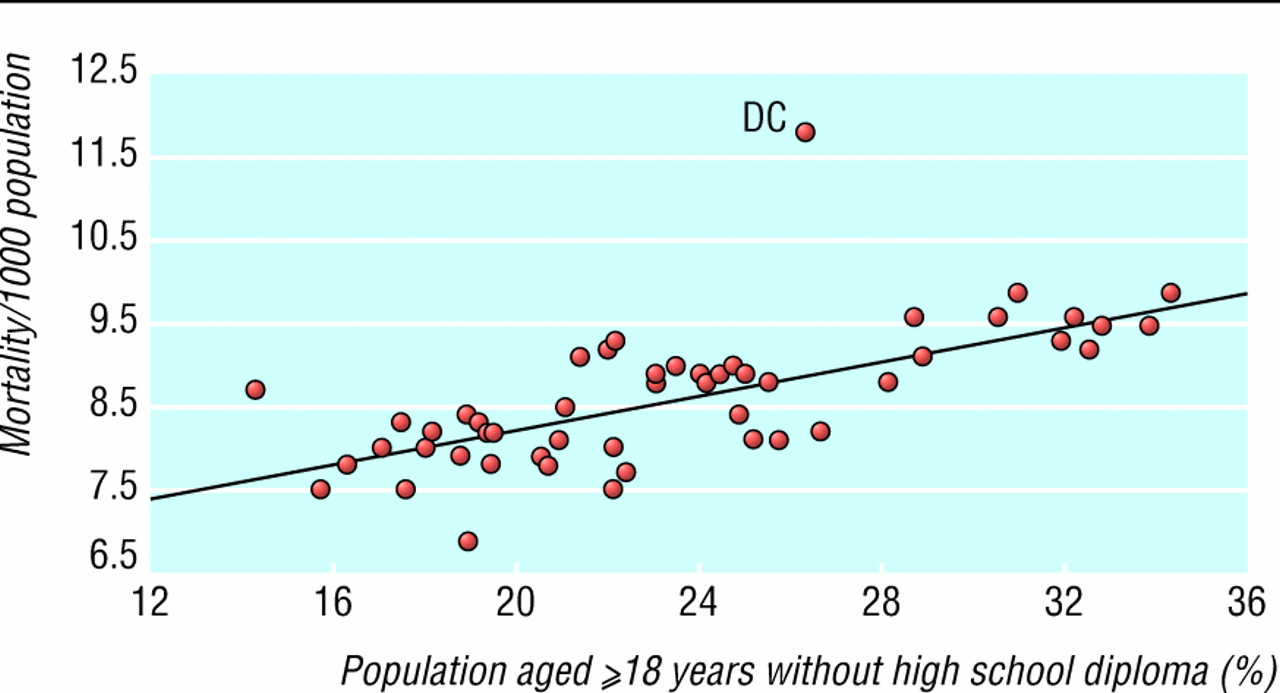 Mortality/1000 population
12.5
11.5
10.5
9.5
8.5
7.5
6.5
DC
12 16 20 24 28 32 36
Population aged ⩾18 years without high school diploma (%)